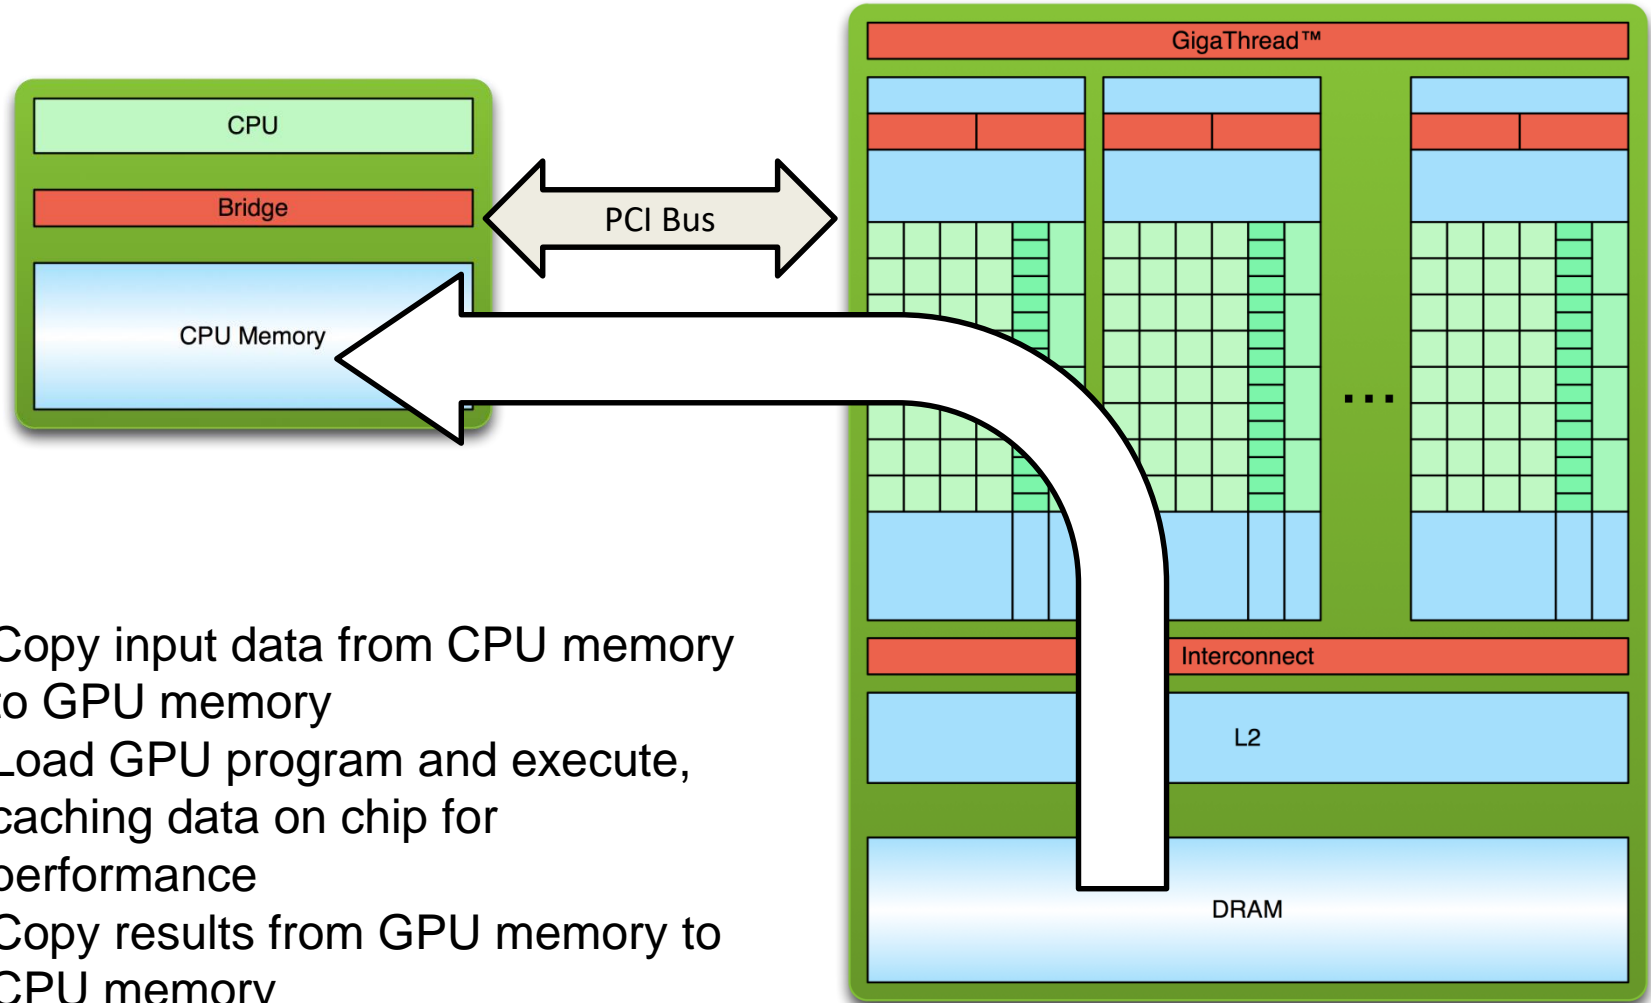 GigaThread™
CPU
Bridge
PCI Bus
CPU Memory
...
Copy input data from CPU memory
to GPU memory
Load GPU program and execute,
caching data on chip for
performance
Copy results from GPU memory to
CPU memory
Interconnect
L2
DRAM